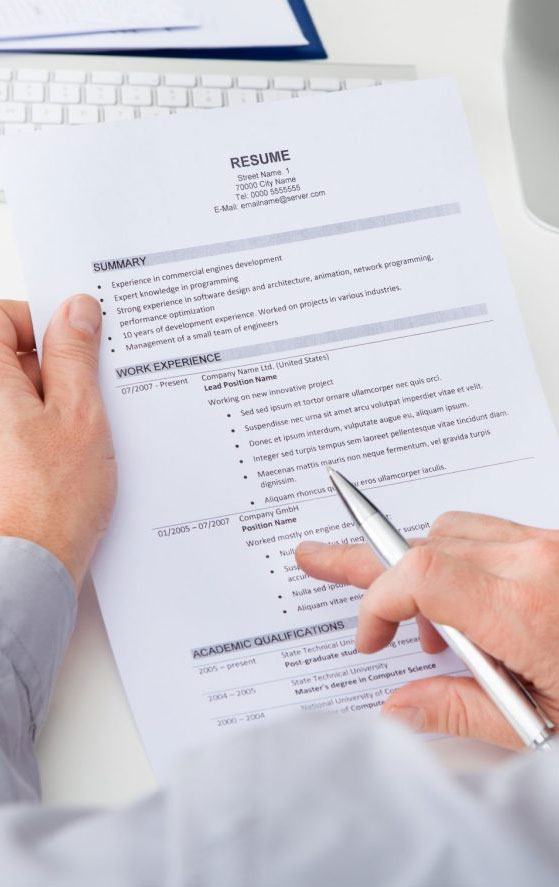 RESUME
Street Name 1
70000 City Name
Tel: 0000 5555555
E-Mail: emailname@server.com
SUMMARY
• Experience in commercial engines development
• Expert knowledge in programming
• Strong experience in software design and architecture, animation, network programming,
• performance optimization
• 10 years of development experience. Worked on projects in various industries.
• Management of a small team of engineers
WORK EXPERIENCE
07/2007 - Present Company Name Ltd. (United States)
Lead Position Name
Working on new innovative project
• Sed sed ipsum et tortor ornare ullamcorper nec quis orci.
• Suspendisse nec urna sit amet arcu volutpat imperdiet vitae et velit.
• Donec et ipsum interdum, vulputate augue eu, aliquam ipsum.
• Integer sed turpis tempus sem laoreet pellentesque vitae tincidunt diam.
• Maecenas mattis mauris non neque fermentum, vel gravida turpis
dignissim.
• Aliquam rhoncus eros ullamcorper iaculis.
01/2005 – 07/2007 Company GmbH
Position Name
Worked mostly on engine
• id suscipit
•
• Nulla sed
• Aliquam vitae
ACADEMIC QUALIFICATIONS
2005 – present State Technical
Post-graduate
2004 – 2005 State Technical University
Master's degree in Computer Science
2000 – 2004 National University of
of